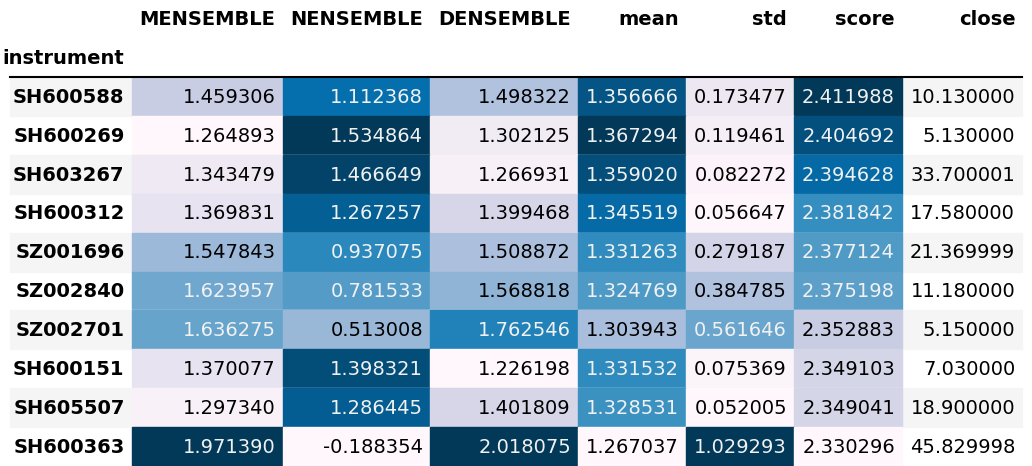 MENSEMBLE NENSEMBLE DENSEMBLE mean std score close
instrument
SH600588 1.459306 1.112368 1.498322 1.356666 0.173477 2.411988 10.130000
SH600269 1.264893 1.534864 1.302125 1.367294 0.119461 2.404692 5.130000
SH603267 1.343479 1.466649 1.266931 1.359020 0.082272 2.394628 33.700001
SH600312 1.369831 1.267257 1.399468 1.345519 0.056647 2.381842 17.580000
SZ001696 1.547843 0.937075 1.508872 1.331263 0.279187 2.377124 21.369999
SZ002840 1.623957 0.781533 1.568818 1.324769 0.384785 2.375198 11.180000
SZ002701 1.636275 0.513008 1.762546 1.303943 0.561646 2.352883 5.150000
SH600151 1.370077 1.398321 1.226198 1.331532 0.075369 2.349103 7.030000
SH605507 1.297340 1.286445 1.401809 1.328531 0.052005 2.349041 18.900000
SH600363 1.971390 -0.188354 2.018075 1.267037 1.029293 2.330296 45.829998